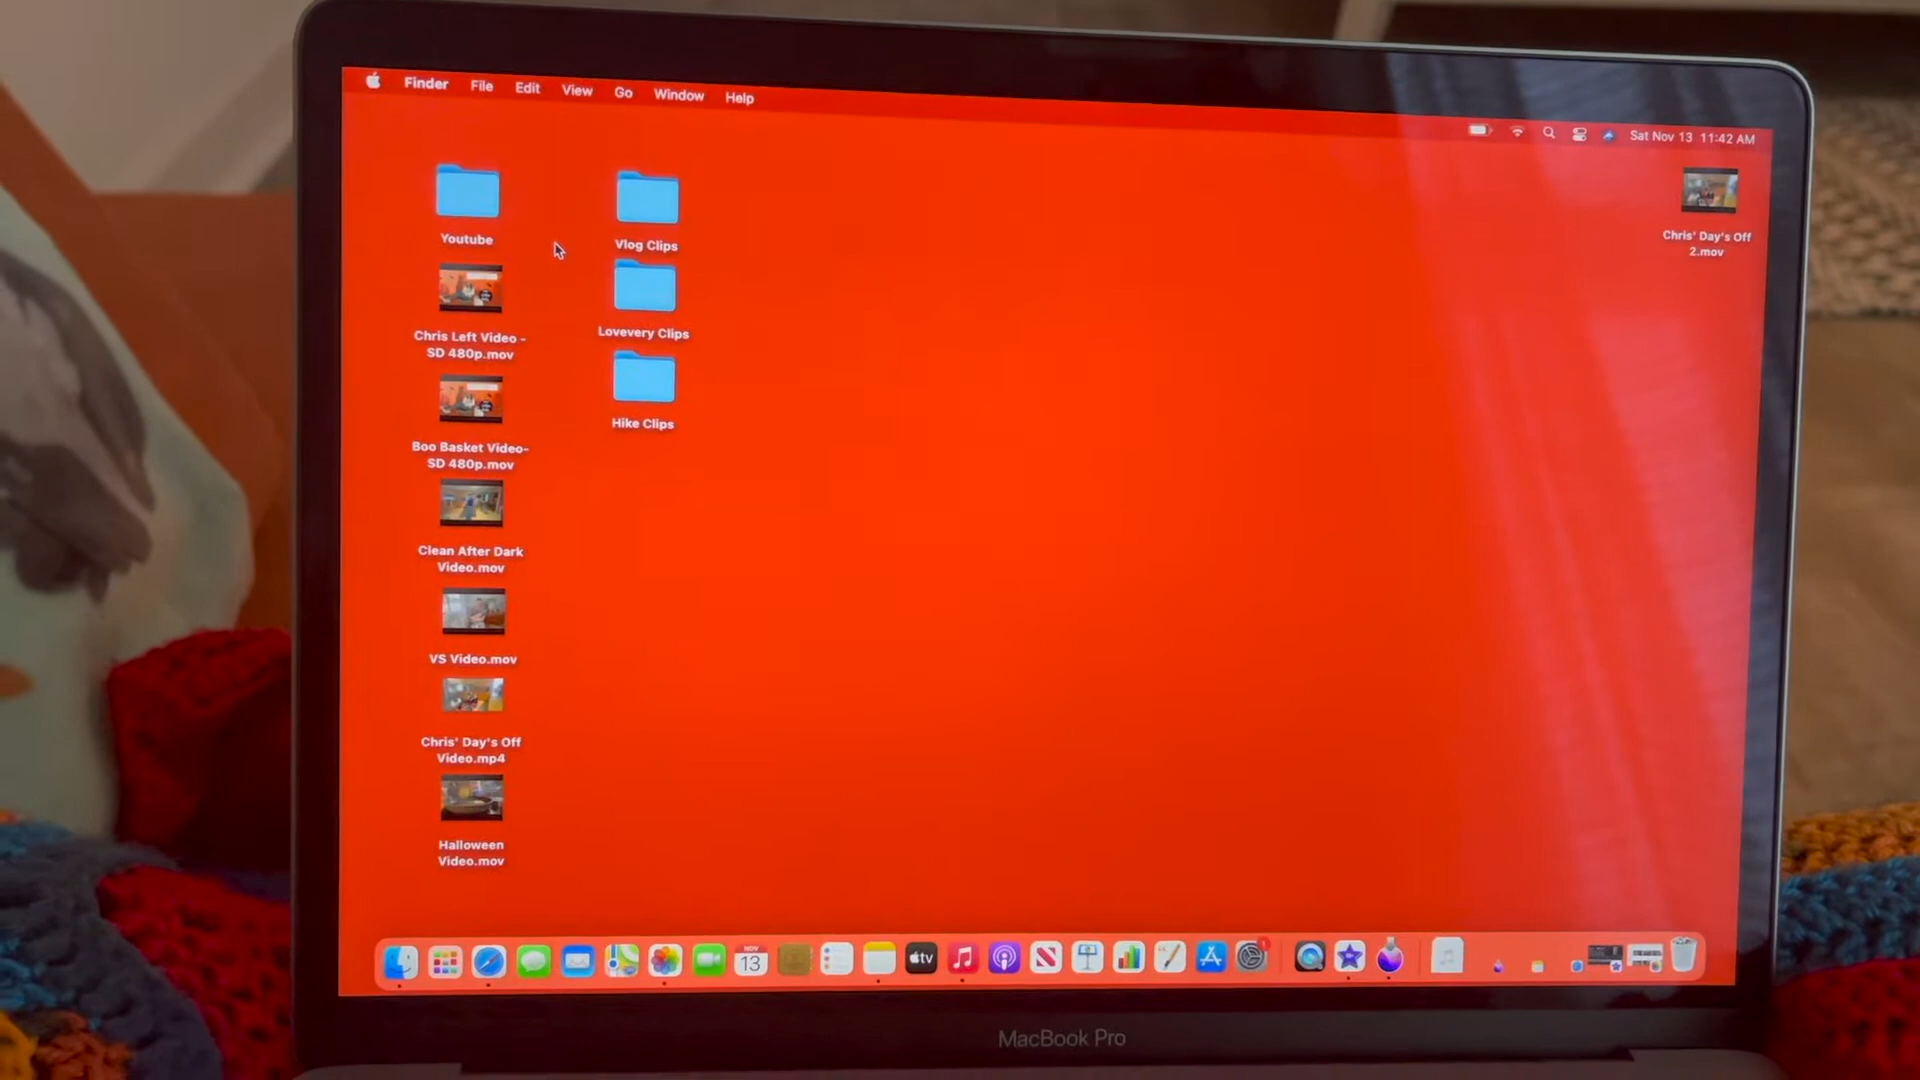 Finder File Edit View Go Window Help
Sat Nov 13 11:42 AM
Youtube
Vlog Clips
Chris' Day's Off
2.mov
Lovevery Clips
Chris Left Video -
SD 480p.mov
Hike Clips
Boo Basket Video-
SD 480p.mov
Clean After Dark
Video.mov
VS Video.mov
Chris' Day's Off
Video.mp4
Halloween
Video.mov
NOV
13
tv
MacBook Pro